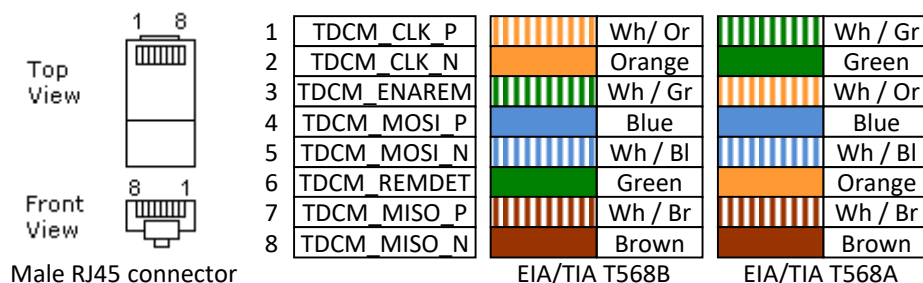 1 8
Top
View
8 1
Front
View
Male RJ45 connector
1 TDCM_CLK_P Wh/ Or Wh / Gr
2 TDCM_CLK_N Orange Green
3 TDCM_ENAREM Wh / Gr Wh / Or
4 TDCM_MOSI_P Blue Blue
5 TDCM_MOSI_N Wh / Bl Wh / Bl
6 TDCM_REMDET Green Orange
7 TDCM_MISO_P Wh / Br Wh / Br
8 TDCM_MISO_N Brown Brown
EIA/TIA T568B EIA/TIA T568A